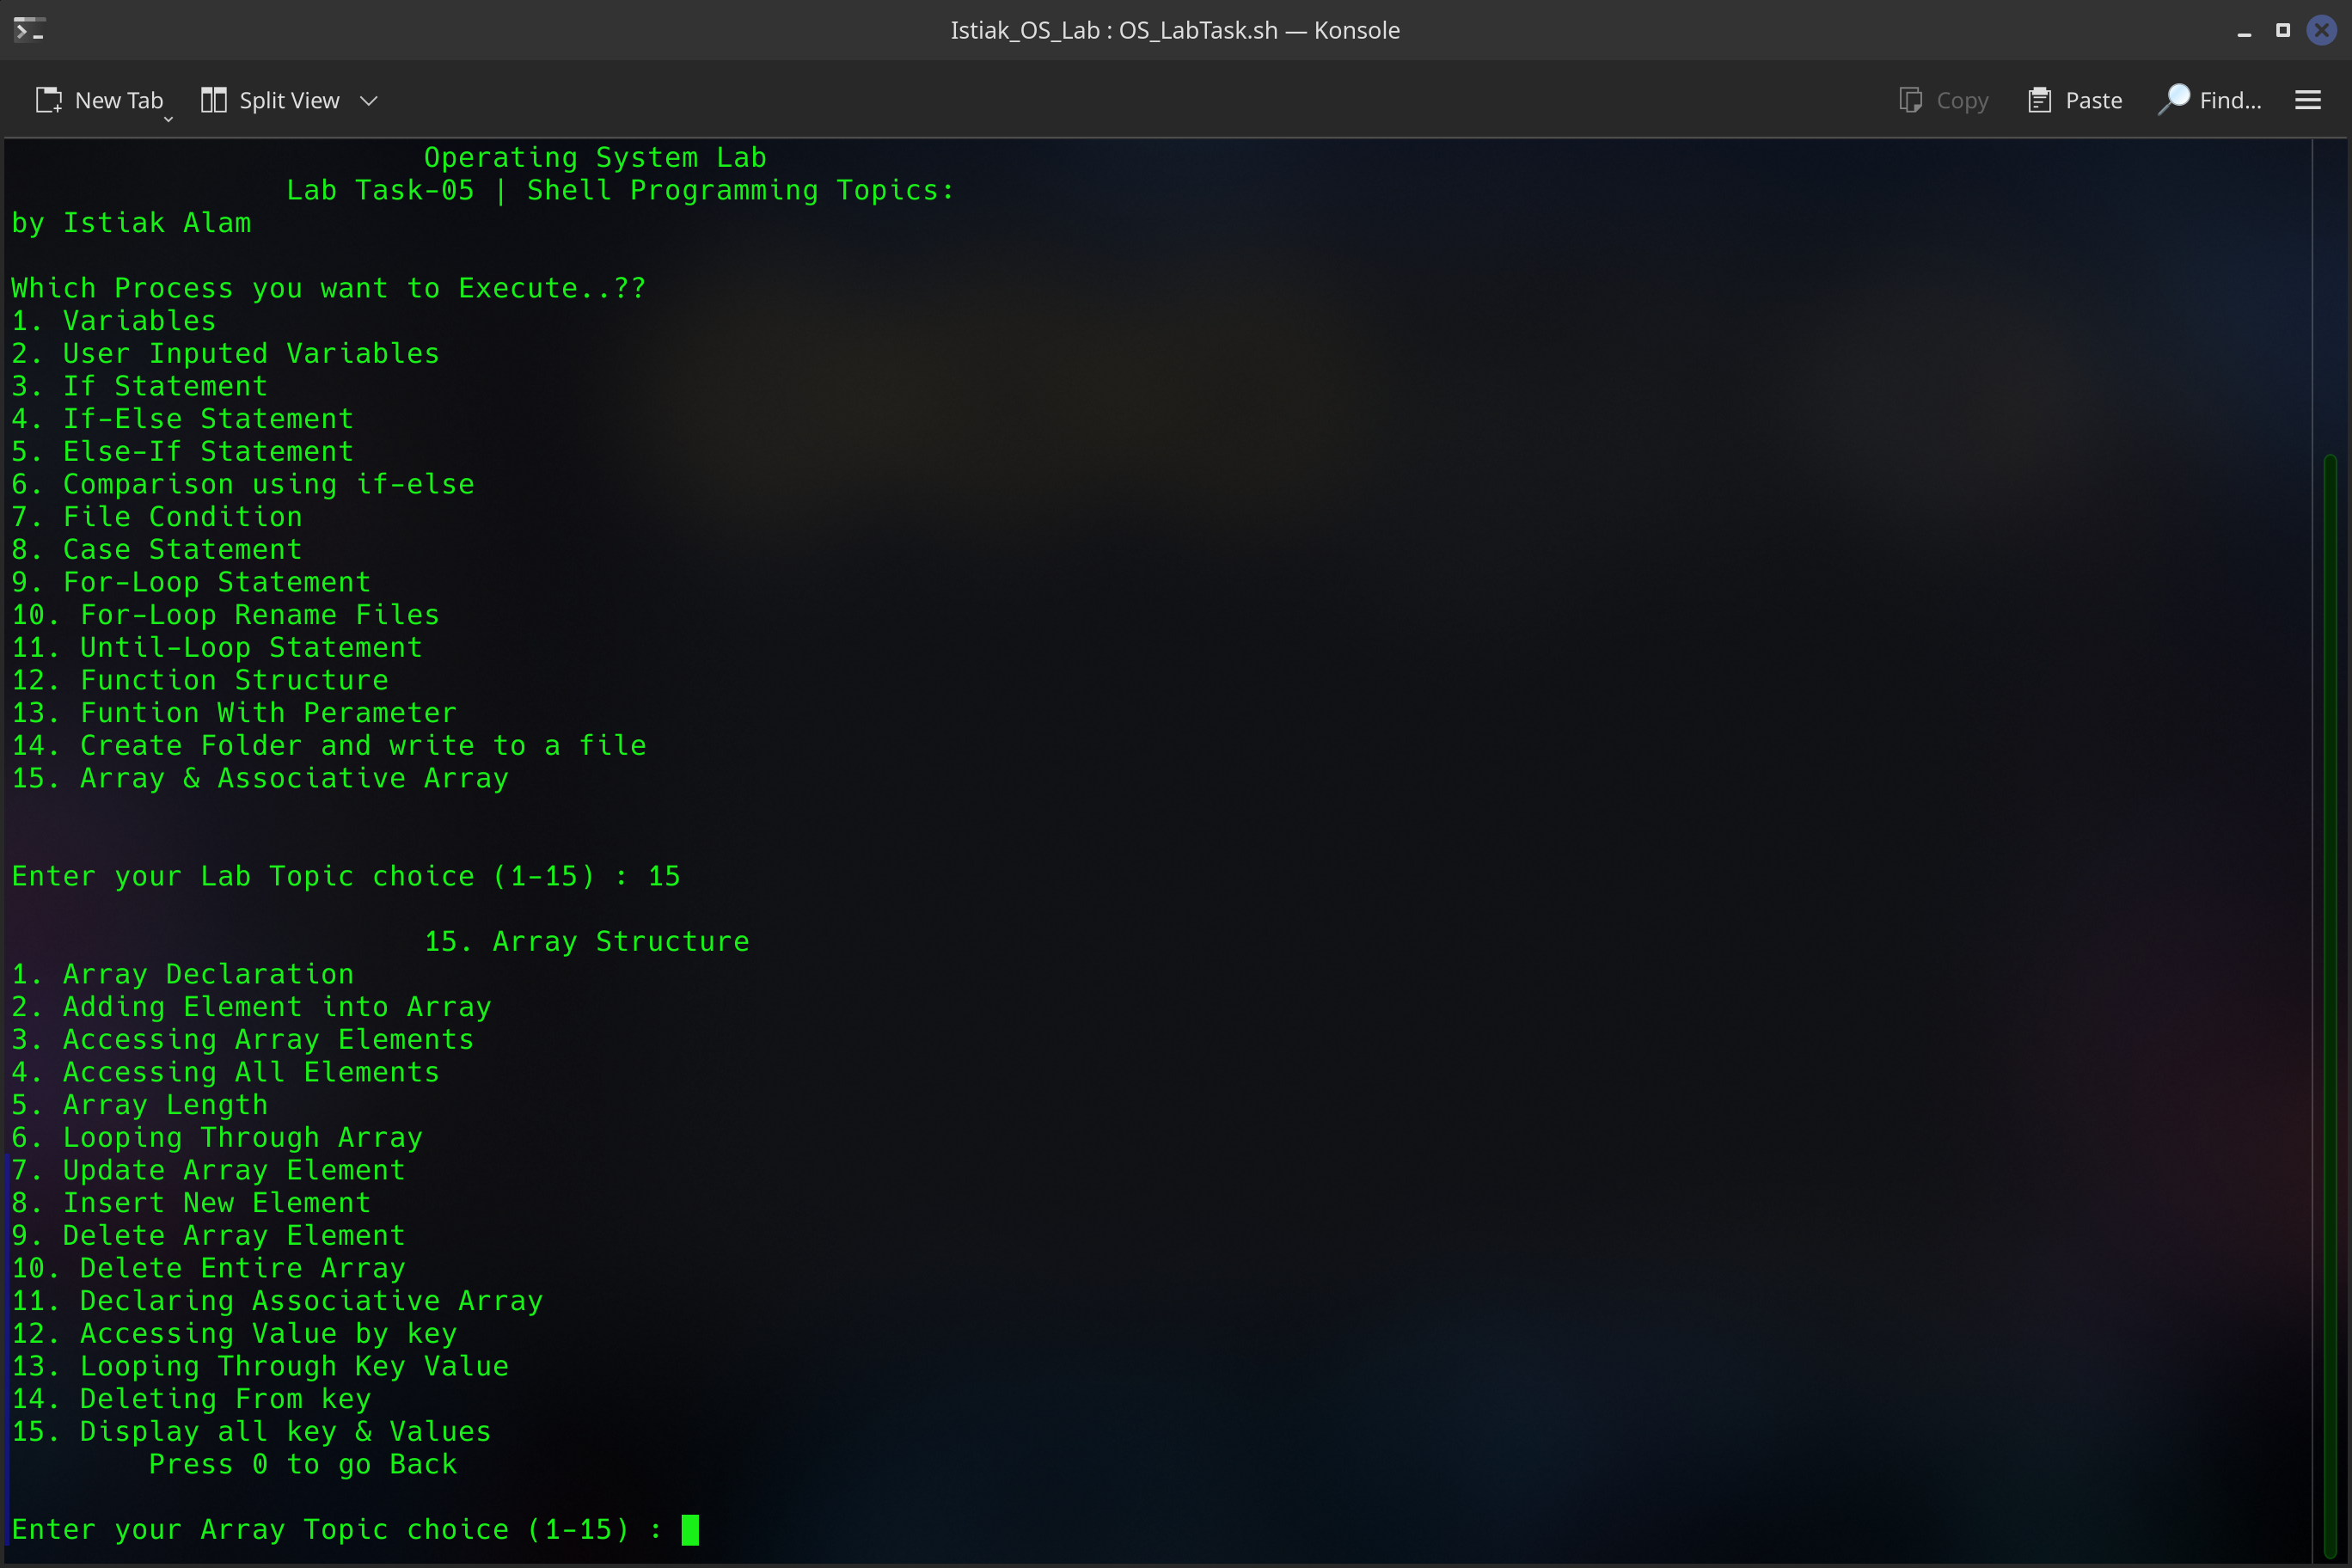 Istiak_OS_Lab : OS_LabTask.sh — Konsole
New Tab
Split View
Copy
Paste
Find...
Operating System Lab
Lab Task-05 | Shell Programming Topics:
by Istiak Alam
Which Process you want to Execute..??
1. Variables
2. User Inputed Variables
3. If Statement
4. If-Else Statement
5. Else-If Statement
6. Comparison using if-else
7. File Condition
8. Case Statement
9. For-Loop Statement
10. For-Loop Rename Files
11. Until-Loop Statement
12. Function Structure
13. Funtion With Perameter
14. Create Folder and write to a file
15. Array & Associative Array
Enter your Lab Topic choice (1-15) : 15
15. Array Structure
1. Array Declaration
2. Adding Element into Array
3. Accessing Array Elements
4. Accessing All Elements
5. Array Length
6. Looping Through Array
7. Update Array Element
8. Insert New Element
9. Delete Array Element
10. Delete Entire Array
11. Declaring Associative Array
12. Accessing Value by key
13. Looping Through Key Value
14. Deleting From key
15. Display all key & Values
Press 0 to go Back
Enter your Array Topic choice (1-15) :